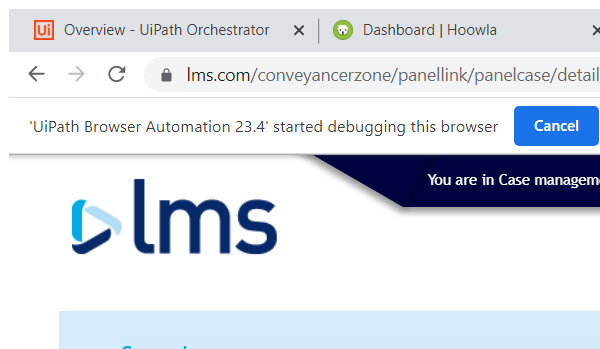 Ui Overview - UiPath Orchestrator Dashboard | Hoowla
lms.com/conveyancerzone/panellink/panelcase/detail
'UiPath Browser Automation 23.4' started debugging this browser Cancel
You are in Case managem
lms